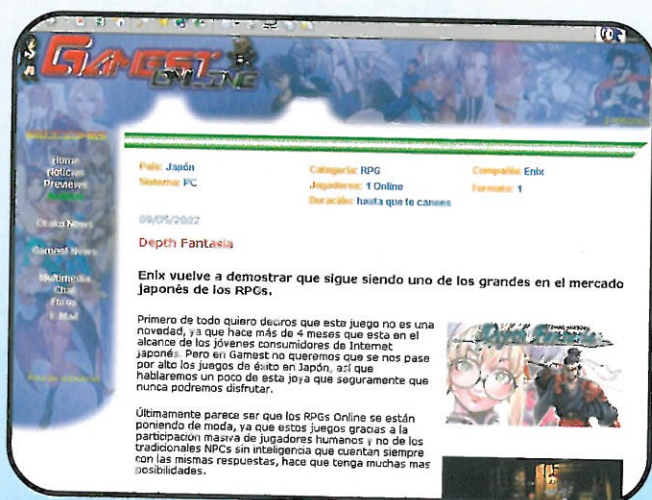 GAMEST
ONLINE
Home
Noticias
Previews
Otaku News
Gamest News
Multimedia
Chat
Foros
E-Mail
País: Japón
Categoría: RPG
Compañía: Enix
Sistema: PC
Jugadores: 1 Online
Formato: 1
Duración: hasta que te canses
09/05/2002
Depth Fantasia
Enix vuelve a demostrar que sigue siendo uno de los grandes en el mercado
japonés de los RPGs.
Primero de todo quiero deciros que este juego no es una
novedad, ya que hace más de 4 meses que esta en el
alcance de los jóvenes consumidores de Internet
japonés. Pero en Gamest no queremos que se nos pase
por alto los juegos de éxito en Japón, así que
hablaremos un poco de esta joya que seguramente que
nunca podremos disfrutar.
Últimamente parece ser que los RPGs Online se están
poniendo de moda, ya que estos juegos gracias a la
participación masiva de jugadores humanos y no de los
tradicionales NPCs sin inteligencia que cuentan siempre
con las mismas respuestas, hace que tenga muchas mas
posibilidades.